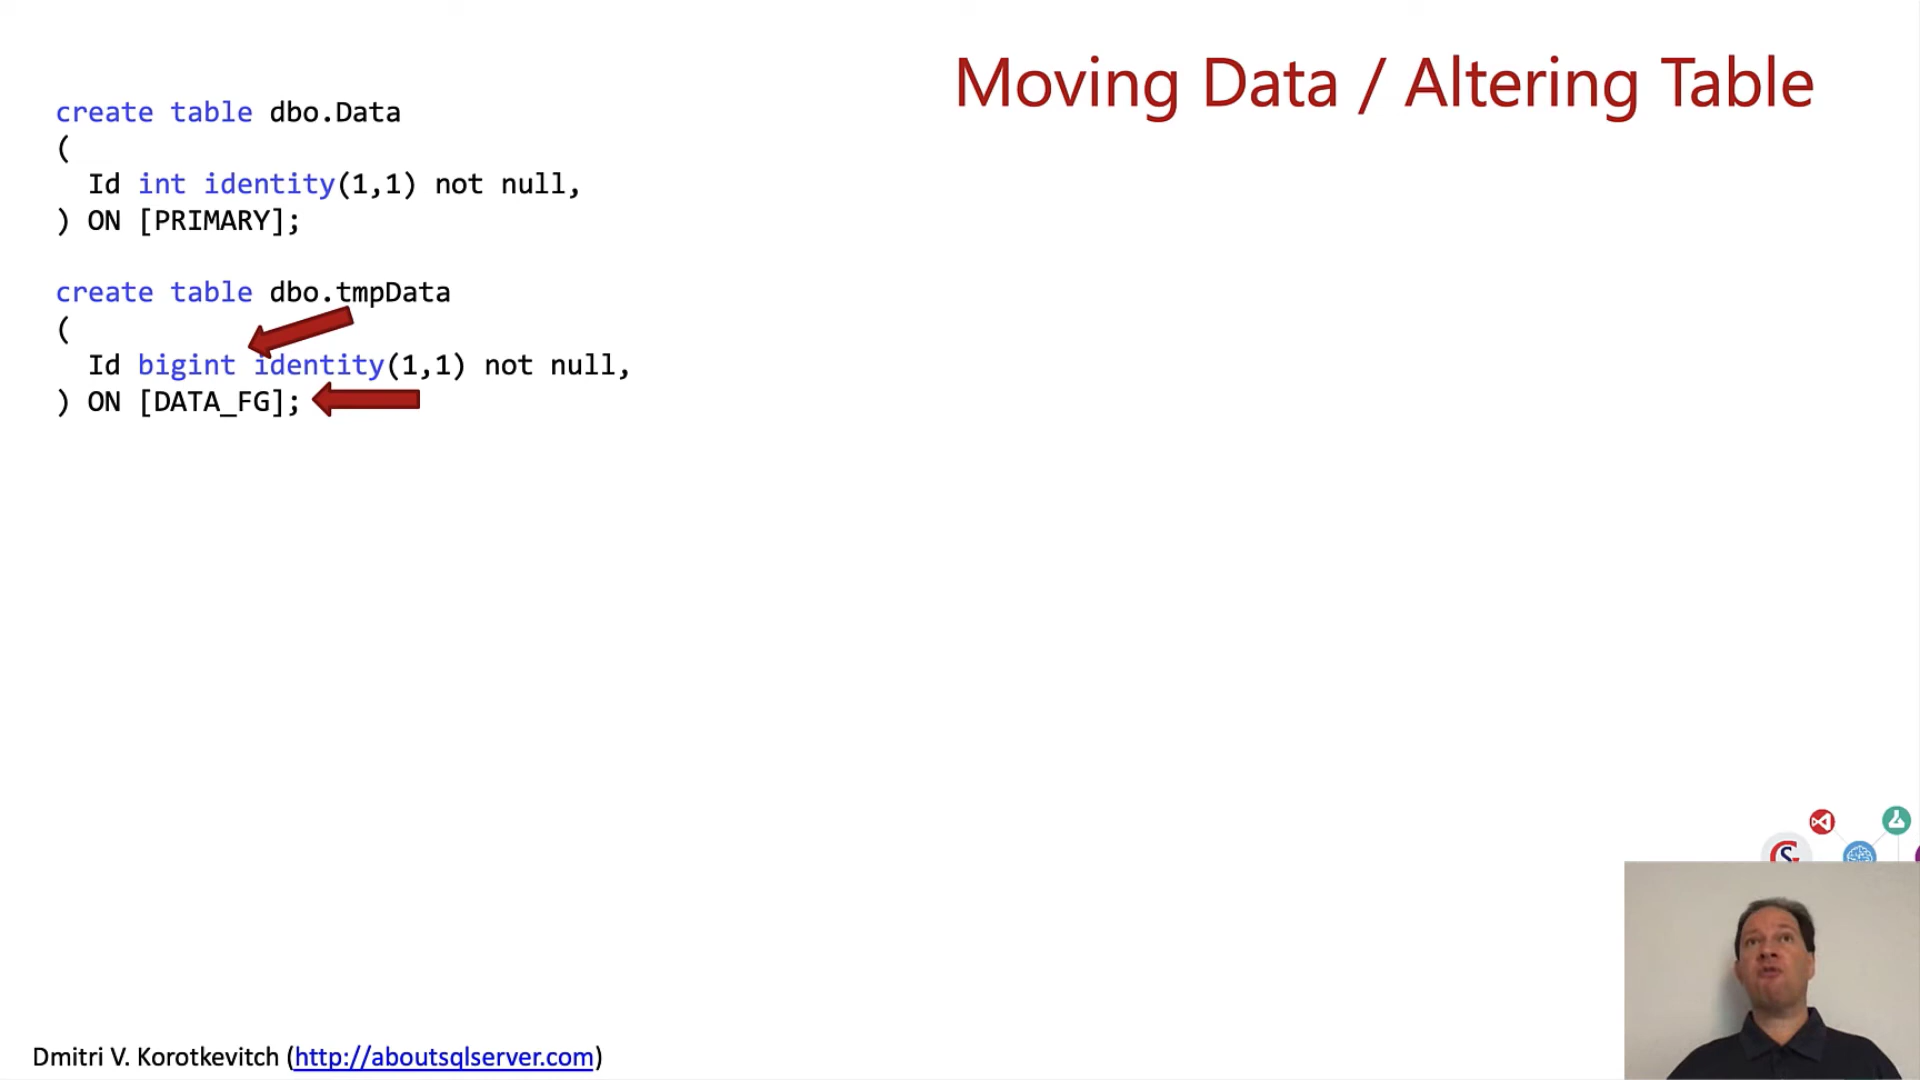 Moving Data / Altering Table
create table dbo.Data
(
  Id int identity(1,1) not null,
) ON [PRIMARY];
create table dbo.tmpData
(
  Id bigint identity(1,1) not null,
) ON [DATA_FG];
S
Dmitri V. Korotkevitch (http://aboutsqlserver.com)